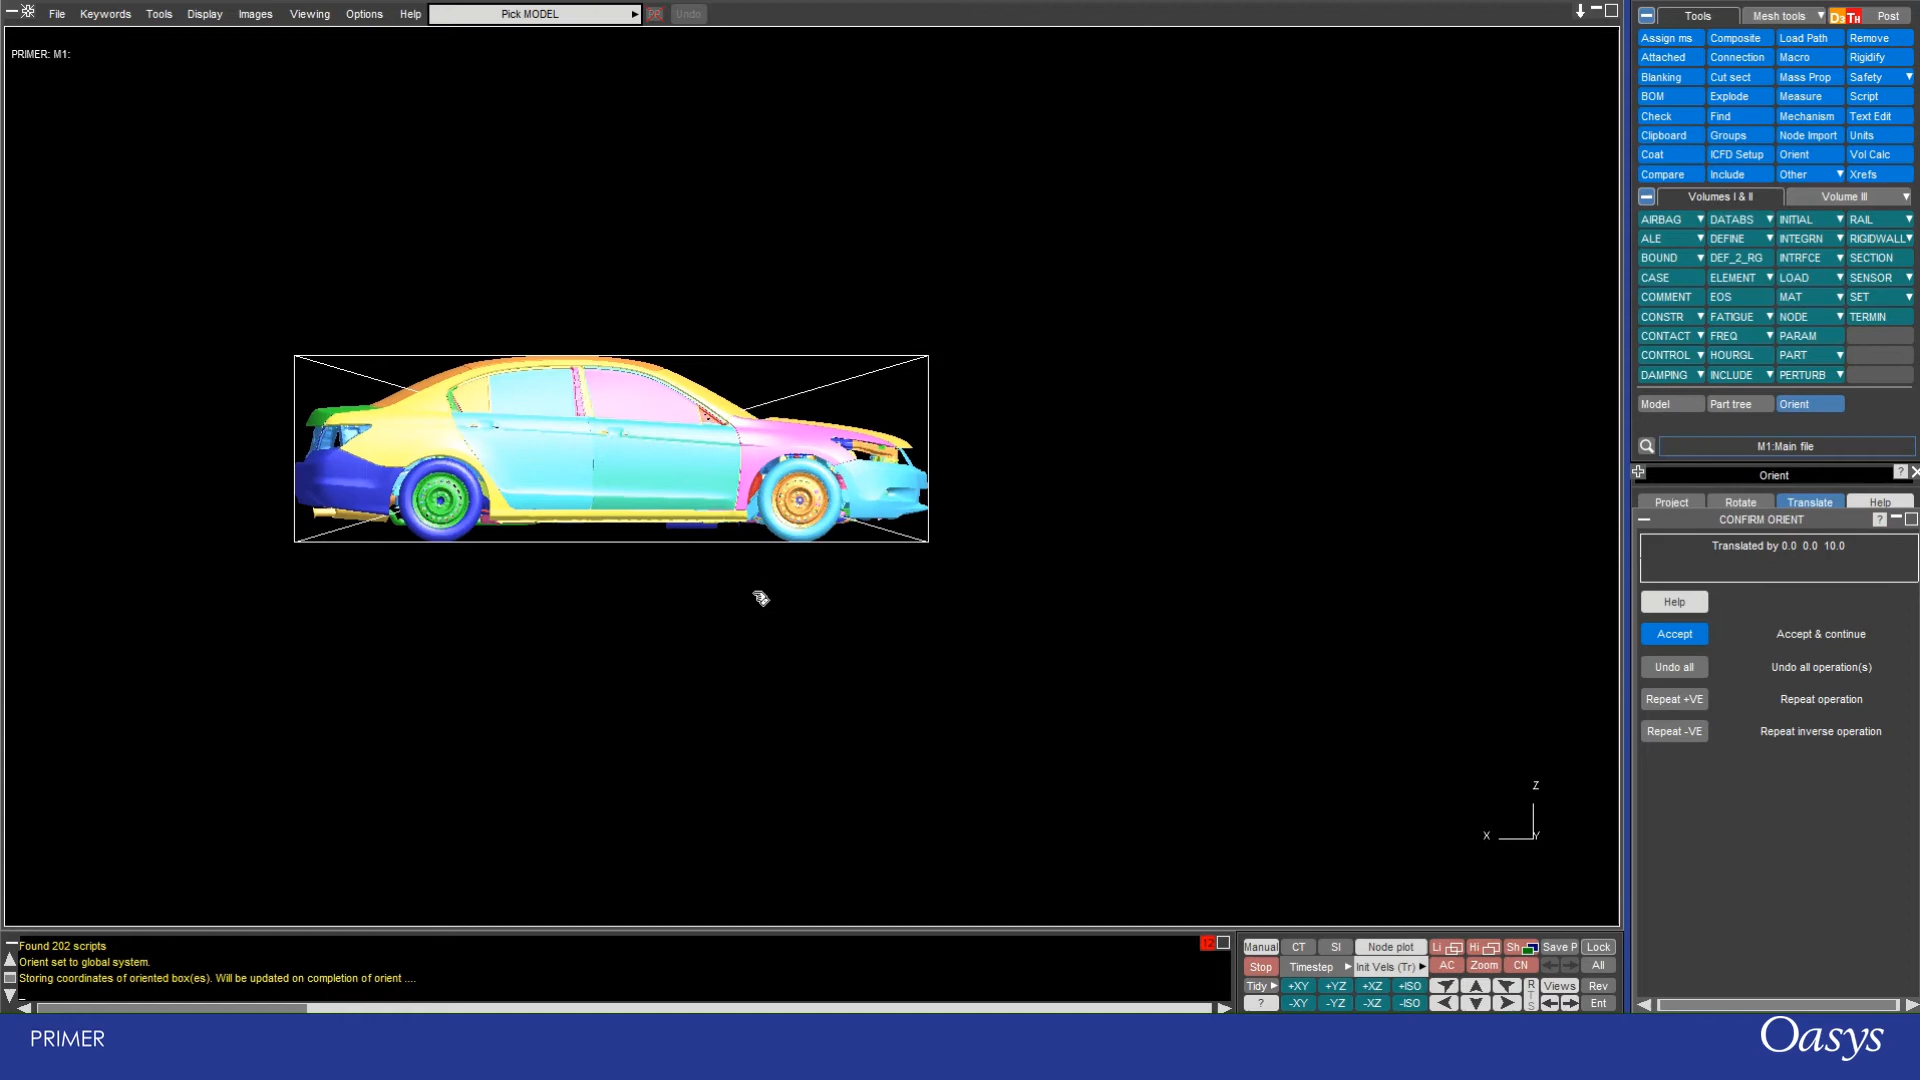 File Keywords Tools Display Images Viewing Options Help Pick MODEL Undo
PRIMER: M1:
Tools Mesh tools D3 TH Post
Assign ms Composite Load Path Remove
Attached Connection Macro Rigidify
Blanking Cut sect Mass Prop Safety
BOM Explode Measure Script
Check Find Mechanism Text Edit
Clipboard Groups Node Import Units
Coat ICFD Setup Orient Vol Calc
Compare Include Other Xrefs
Volumes I & II Volume III
AIRBAG DATABS INITIAL RAIL
ALE DEFINE INTEGRN RIGIDWALL
BOUND DEF_2_RG INTRFCE SECTION
CASE ELEMENT LOAD SENSOR
COMMENT EOS MAT SET
CONSTR FATIGUE NODE TERMIN
CONTACT FREQ PARAM
CONTROL HOURGL PART
DAMPING INCLUDE PERTURB
Model Part tree Orient
M1:Main file
Orient ?
Project Rotate Translate Help
CONFIRM ORIENT ?
Translated by 0.0 0.0 10.0
Help
Accept Accept & continue
Undo all Undo all operation(s)
Repeat +VE Repeat operation
Repeat -VE Repeat inverse operation
Z
X Y
Found 202 scripts
Orient set to global system.
Storing coordinates of oriented box(es). Will be updated on completion of orient ....
12
Manual CT SI Node plot Li Hi Sh Save P Lock
Stop Timestep Init Vels (Tr) AC Zoom CN All
Tidy +XY +YZ +XZ +ISO R T S Views Rev
? -XY -YZ -XZ -ISO Ent
PRIMER
Oasys